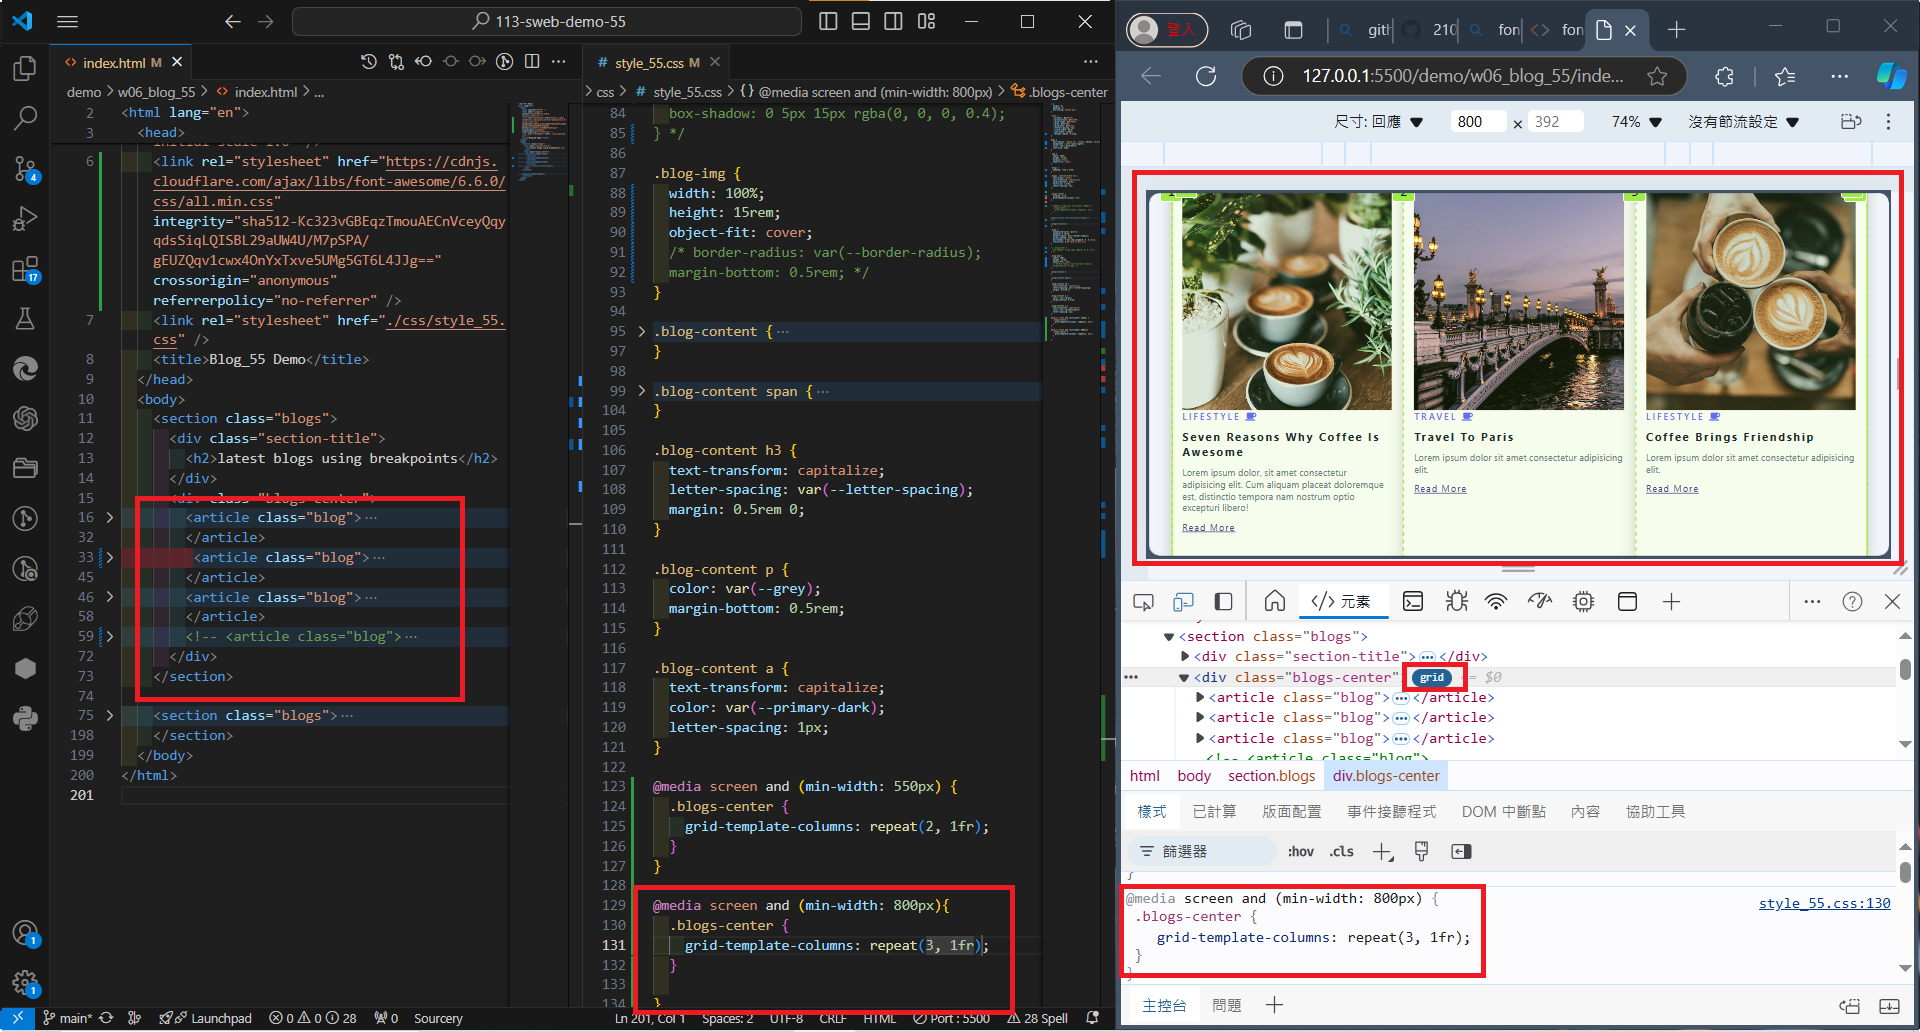 113-sweb-demo-55
index.html M
style_55.css M
demo > w06_blog_55 > index.html > ...
> css > style_55.css > {} @media screen and (min-width: 800px) > .blogs-center
2 <html lang="en">
3 <head>
6 <link rel="stylesheet" href="https://cdnjs.
cloudflare.com/ajax/libs/font-awesome/6.6.0/
css/all.min.css"
integrity="sha512-Kc323vGBEqzTmouAECnVceyQqy
qdsSiqLQISBL29aUW4U/M7pSPA/
gEUZQqv1cwx4OnYxTxve5UMg5GT6L4JJg=="
crossorigin="anonymous"
referrerpolicy="no-referrer" />
7 <link rel="stylesheet" href="./css/style_55.
css" />
8 <title>Blog_55 Demo</title>
9 </head>
10 <body>
11 <section class="blogs">
12 <div class="section-title">
13 <h2>latest blogs using breakpoints</h2>
14 </div>
15 <div class="blogs-center">
16 <article class="blog">···
32 </article>
33 <article class="blog">···
45 </article>
46 <article class="blog">···
58 </article>
59 <!-- <article class="blog">···
72 </div>
73 </section>
74
75 <section class="blogs">···
198 </section>
199 </body>
200 </html>
201
84 box-shadow: 0 5px 15px rgba(0, 0, 0, 0.4);
85 } */
86
87 .blog-img {
88 width: 100%;
89 height: 15rem;
90 object-fit: cover;
91 /* border-radius: var(--border-radius);
92 margin-bottom: 0.5rem; */
93 }
94
95 .blog-content {···
97 }
98
99 .blog-content span {···
104 }
105
106 .blog-content h3 {
107 text-transform: capitalize;
108 letter-spacing: var(--letter-spacing);
109 margin: 0.5rem 0;
110 }
111
112 .blog-content p {
113 color: var(--grey);
114 margin-bottom: 0.5rem;
115 }
116
117 .blog-content a {
118 text-transform: capitalize;
119 color: var(--primary-dark);
120 letter-spacing: 1px;
121 }
122
123 @media screen and (min-width: 550px) {
124 .blogs-center {
125 grid-template-columns: repeat(2, 1fr);
126 }
127 }
128
129 @media screen and (min-width: 800px){
130 .blogs-center {
131 grid-template-columns: repeat(3, 1fr);
132 }
133
134 }
4
17
1
1
main* 0 0 28 0 Launchpad Sourcery
Ln 201, Col 1 Spaces: 2 UTF-8 CRLF HTML Port : 5500 28 Spell
登入
gitl 210 fon fon
127.0.0.1:5500/demo/w06_blog_55/inde...
尺寸: 回應 800 × 392 74% 沒有節流設定
LIFESTYLE
Seven Reasons Why Coffee Is
Awesome
Lorem ipsum dolor, sit amet consectetur
adipisicing elit. Cum aliquam placeat doloremque
est, distinctio tempora nam nostrum optio
excepturi libero!
Read More
TRAVEL
Travel To Paris
Lorem ipsum dolor sit amet consectetur adipisicing
elit.
Read More
LIFESTYLE
Coffee Brings Friendship
Lorem ipsum dolor sit amet consectetur adipisicing
elit.
Read More
</> 元素
<section class="blogs">
<div class="section-title">···</div>
<div class="blogs-center"> grid == $0
<article class="blog">···</article>
<article class="blog">···</article>
<article class="blog">···</article>
<!-- <article class="blog">
html body section.blogs div.blogs-center
樣式 已計算 版面配置 事件接聽程式 DOM 中斷點 內容 協助工具
篩選器 :hov .cls
}
@media screen and (min-width: 800px) {
style_55.css:130
.blogs-center {
grid-template-columns: repeat(3, 1fr);
}
}
主控台 問題